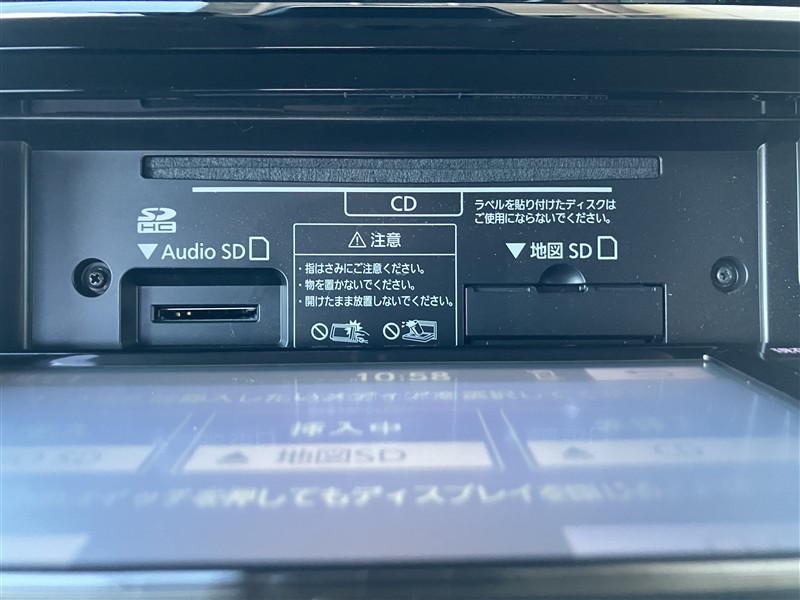 CD
ラベルを貼り付けたディスクは
ご使用にならないでください。
SD
HC
▼Audio SD
⚠注意
・指はさみにご注意ください。
・物を置かないでください。
・開けたまま放置しないでください。
▼地図 SD
10:58
挿入中
地図SD
CD